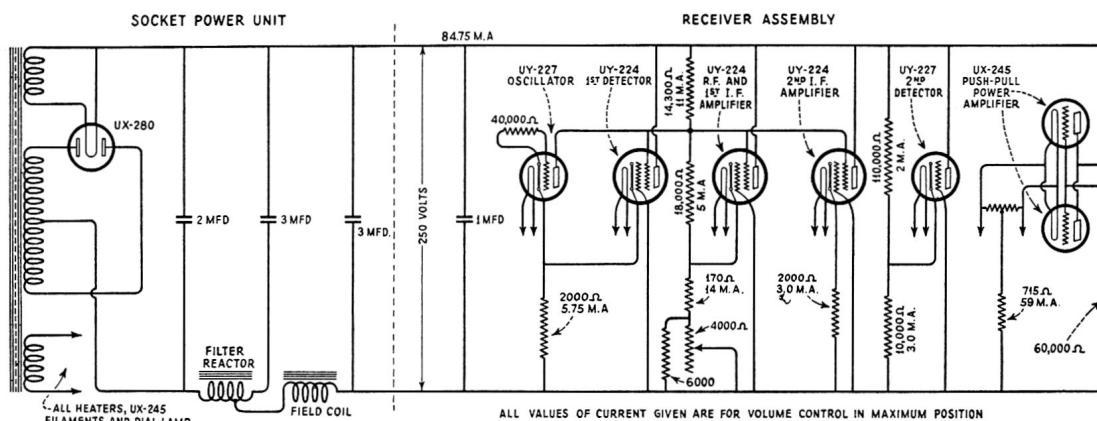 SOCKET POWER UNIT
RECEIVER ASSEMBLY
84.75 M.A
UX-280
2 MFD
3 MFD
3 MFD.
250 VOLTS
1 MFD
UY-227
OSCILLATOR
UY-224
1ST DETECTOR
14,300Ω
11 M.A.
UY-224
R.F. AND
1ST I.F.
AMPLIFIER
UY-224
2ND I.F.
AMPLIFIER
UY-227
2ND
DETECTOR
UX-245
PUSH-PULL
POWER
AMPLIFIER
40,000Ω
18,000Ω
5 M.A
110,000Ω
2 M.A.
2000Ω
5.75 M.A
170Ω
14 M.A.
4000Ω
6000
2000Ω
3.0 M.A.
10,000Ω
3.0 M.A.
715Ω
59 M.A.
60,000Ω
FILTER
REACTOR
FIELD COIL
ALL HEATERS, UX-245
FILAMENTS AND DIAL LAMP
ALL VALUES OF CURRENT GIVEN ARE FOR VOLUME CONTROL IN MAXIMUM POSITION